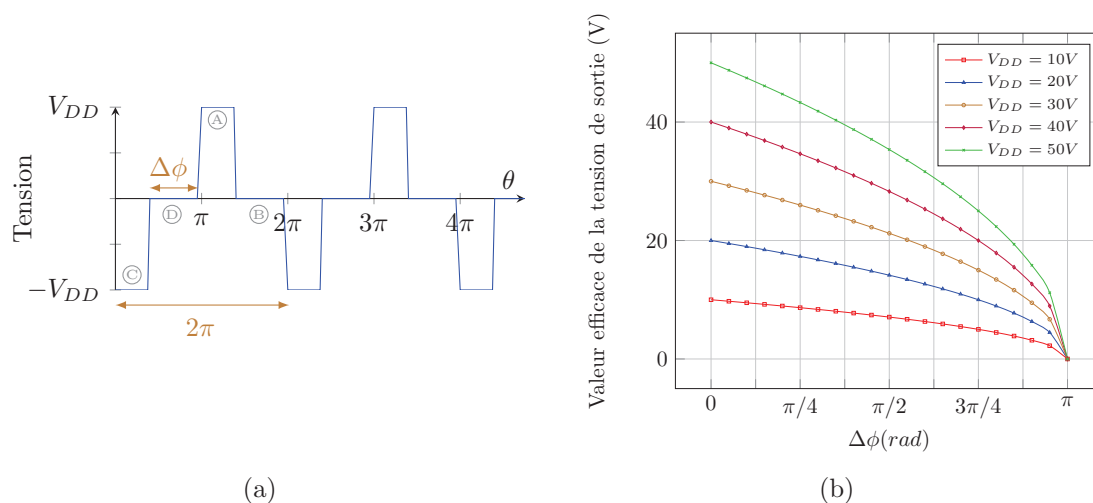 V_{DD}
Tension
−V_{DD}
Δϕ
θ
Ⓐ
Ⓓ
Ⓑ
Ⓒ
π
2π
3π
4π
2π
(a)
Valeur efficace de la tension de sortie (V)
40
20
0
V_{DD} = 10V
V_{DD} = 20V
V_{DD} = 30V
V_{DD} = 40V
V_{DD} = 50V
0
π/4
π/2
3π/4
π
Δϕ(rad)
(b)